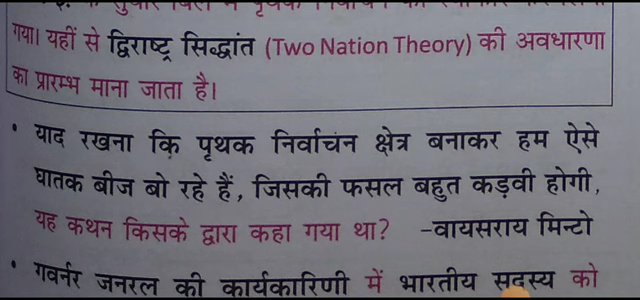 गया। यहीं से द्विराष्ट्र सिद्धांत (Two Nation Theory) की अवधारणा
का प्रारम्भ माना जाता है।
• याद रखना कि पृथक निर्वाचन क्षेत्र बनाकर हम ऐसे
घातक बीज बो रहे हैं, जिसकी फसल बहुत कड़वी होगी,
यह कथन किसके द्वारा कहा गया था? -वायसराय मिन्टो
• गवर्नर जनरल की कार्यकारिणी में भारतीय सदस्य को